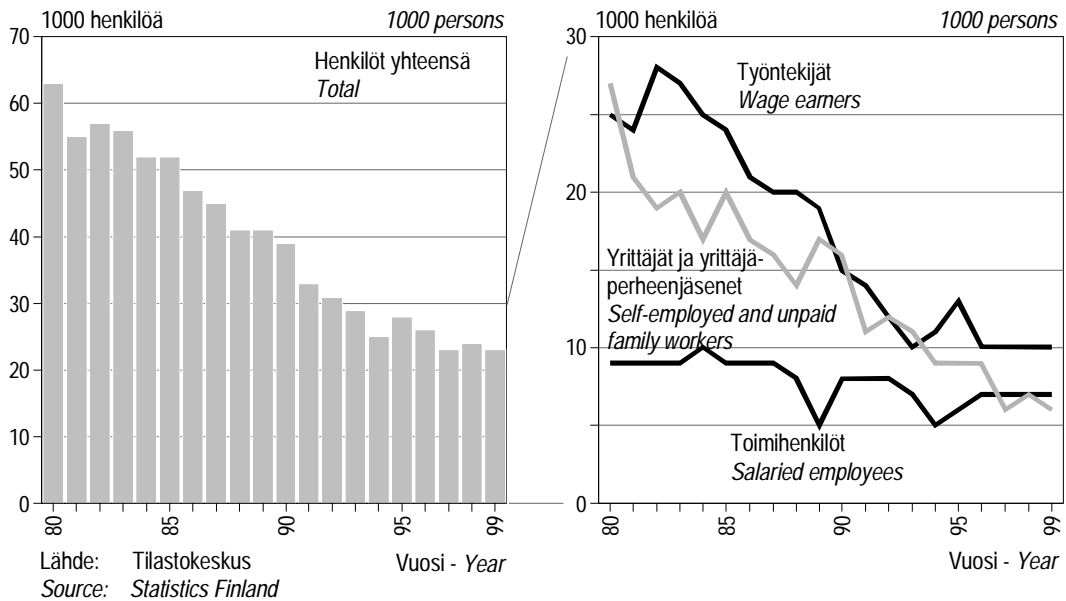 1000 henkilöä 1000 persons
70
60
50
40
30
20
10
0
Henkilöt yhteensä
Total
80 85 90 95 99
Vuosi - Year
Lähde: Tilastokeskus
Source: Statistics Finland
1000 henkilöä 1000 persons
30
20
10
0
Työntekijät
Wage earners
Yrittäjät ja yrittäjä-
perheenjäsenet
Self-employed and unpaid
family workers
Toimihenkilöt
Salaried employees
80 85 90 95 99
Vuosi - Year